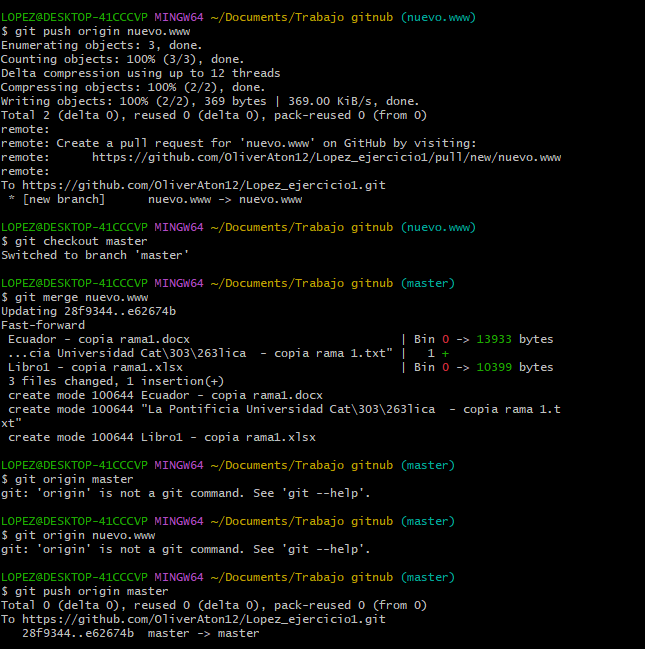 LOPEZ@DESKTOP-41CCCVP MINGW64 ~/Documents/Trabajo gitnub (nuevo.www)
$ git push origin nuevo.www
Enumerating objects: 3, done.
Counting objects: 100% (3/3), done.
Delta compression using up to 12 threads
Compressing objects: 100% (2/2), done.
Writing objects: 100% (2/2), 369 bytes | 369.00 KiB/s, done.
Total 2 (delta 0), reused 0 (delta 0), pack-reused 0 (from 0)
remote:
remote: Create a pull request for 'nuevo.www' on GitHub by visiting:
remote:      https://github.com/OliverAton12/Lopez_ejercicio1/pull/new/nuevo.www
remote:
To https://github.com/OliverAton12/Lopez_ejercicio1.git
 * [new branch]      nuevo.www -> nuevo.www
LOPEZ@DESKTOP-41CCCVP MINGW64 ~/Documents/Trabajo gitnub (nuevo.www)
$ git checkout master
Switched to branch 'master'
LOPEZ@DESKTOP-41CCCVP MINGW64 ~/Documents/Trabajo gitnub (master)
$ git merge nuevo.www
Updating 28f9344..e62674b
Fast-forward
 Ecuador - copia rama1.docx                         | Bin 0 -> 13933 bytes
 ...cia Universidad Cat\303\263lica  - copia rama 1.txt" |   1 +
 Libro1 - copia rama1.xlsx                          | Bin 0 -> 10399 bytes
 3 files changed, 1 insertion(+)
 create mode 100644 Ecuador - copia rama1.docx
 create mode 100644 "La Pontificia Universidad Cat\303\263lica  - copia rama 1.t
xt"
 create mode 100644 Libro1 - copia rama1.xlsx
LOPEZ@DESKTOP-41CCCVP MINGW64 ~/Documents/Trabajo gitnub (master)
$ git origin master
git: 'origin' is not a git command. See 'git --help'.
LOPEZ@DESKTOP-41CCCVP MINGW64 ~/Documents/Trabajo gitnub (master)
$ git origin nuevo.www
git: 'origin' is not a git command. See 'git --help'.
LOPEZ@DESKTOP-41CCCVP MINGW64 ~/Documents/Trabajo gitnub (master)
$ git push origin master
Total 0 (delta 0), reused 0 (delta 0), pack-reused 0 (from 0)
To https://github.com/OliverAton12/Lopez_ejercicio1.git
   28f9344..e62674b  master -> master